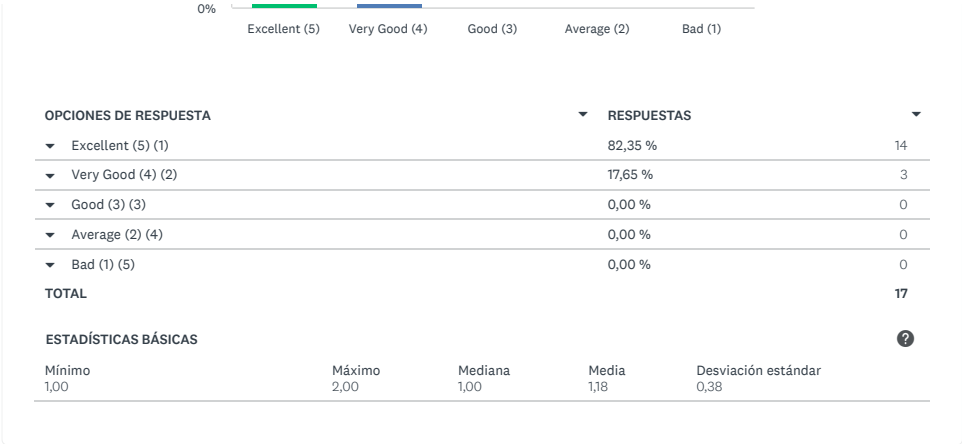 0%
Excellent (5) Very Good (4) Good (3) Average (2) Bad (1)
OPCIONES DE RESPUESTA RESPUESTAS
Excellent (5) (1) 82,35 % 14
Very Good (4) (2) 17,65 % 3
Good (3) (3) 0,00 % 0
Average (2) (4) 0,00 % 0
Bad (1) (5) 0,00 % 0
TOTAL 17
ESTADÍSTICAS BÁSICAS ?
Mínimo Máximo Mediana Media Desviación estándar
1,00 2,00 1,00 1,18 0,38